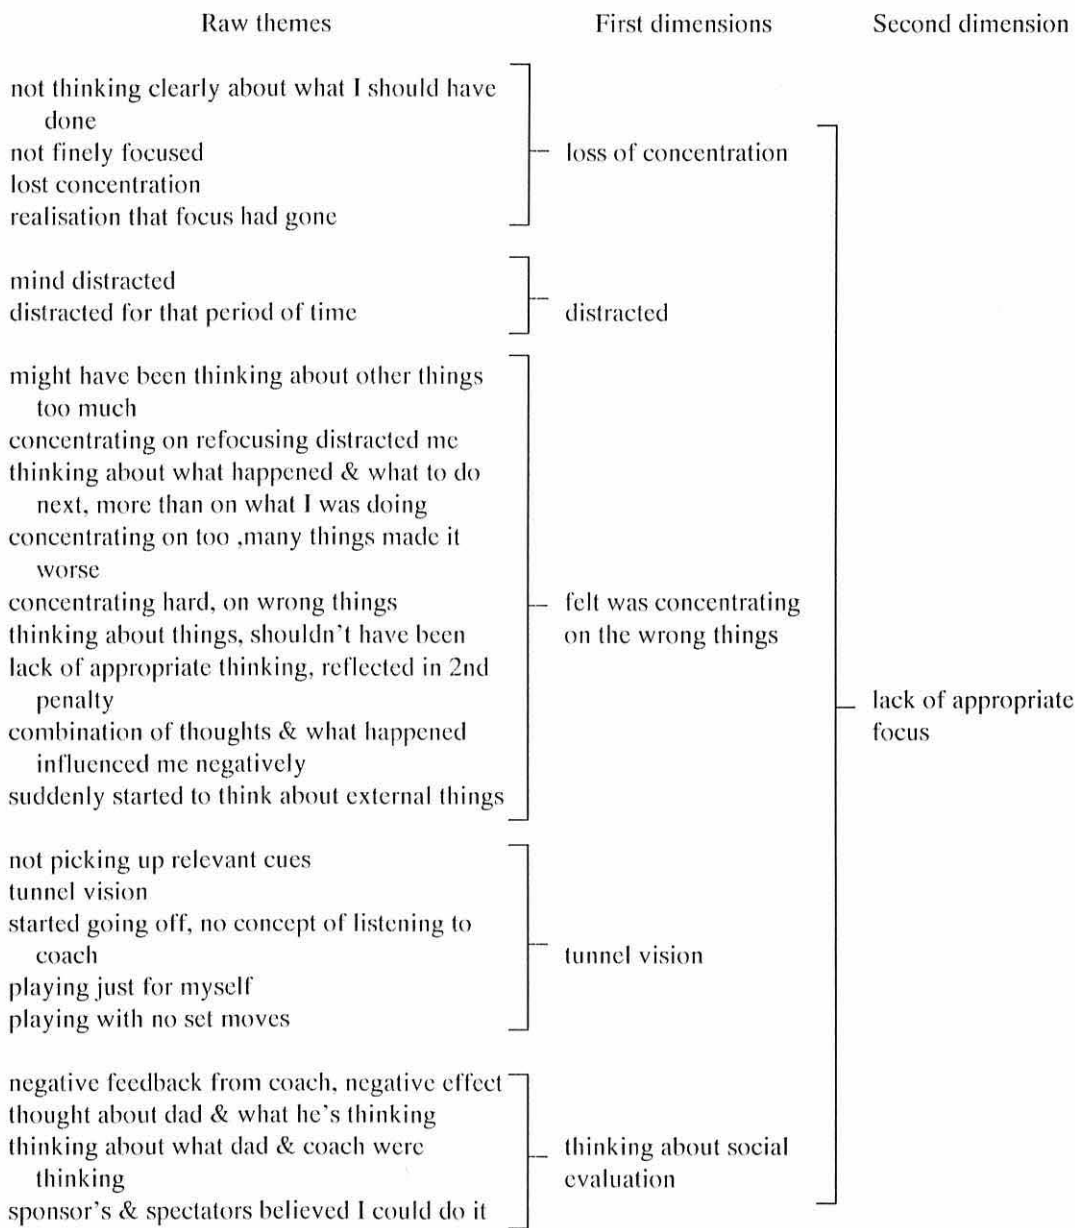 Raw themes First dimensions Second dimension
not thinking clearly about what I should have
done
not finely focused
lost concentration
realisation that focus had gone
loss of concentration
mind distracted
distracted for that period of time
distracted
might have been thinking about other things
too much
concentrating on refocusing distracted me
thinking about what happened & what to do
next, more than on what I was doing
concentrating on too ,many things made it
worse
concentrating hard, on wrong things
thinking about things, shouldn't have been
lack of appropriate thinking, reflected in 2nd
penalty
combination of thoughts & what happened
influenced me negatively
suddenly started to think about external things
felt was concentrating
on the wrong things
not picking up relevant cues
tunnel vision
started going off, no concept of listening to
coach
playing just for myself
playing with no set moves
tunnel vision
negative feedback from coach, negative effect
thought about dad & what he's thinking
thinking about what dad & coach were
thinking
sponsor's & spectators believed I could do it
thinking about social
evaluation
lack of appropriate
focus